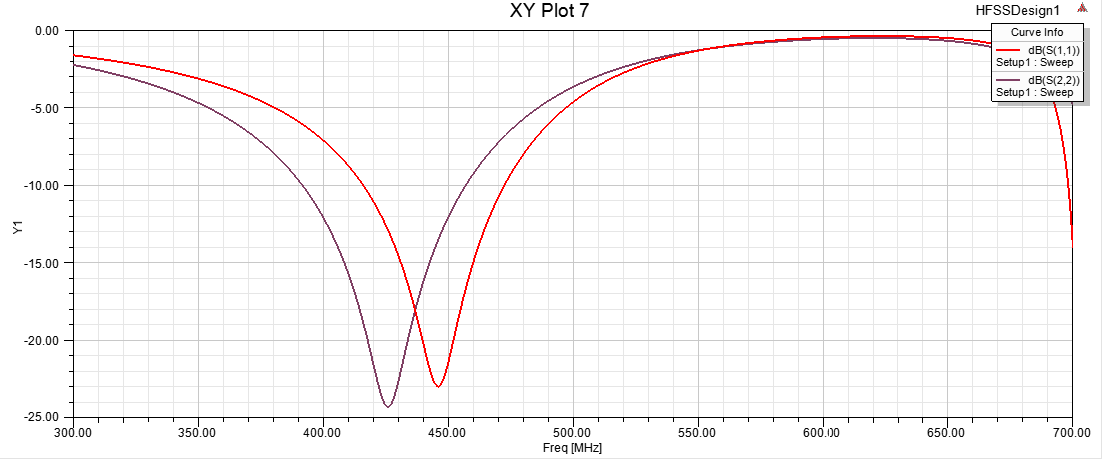 XY Plot 7
HFSSDesign1
Curve Info
dB(S(1,1))
Setup1 : Sweep
dB(S(2,2))
Setup1 : Sweep
0.00
-5.00
-10.00
-15.00
-20.00
-25.00
Y1
300.00 350.00 400.00 450.00 500.00 550.00 600.00 650.00 700.00
Freq [MHz]